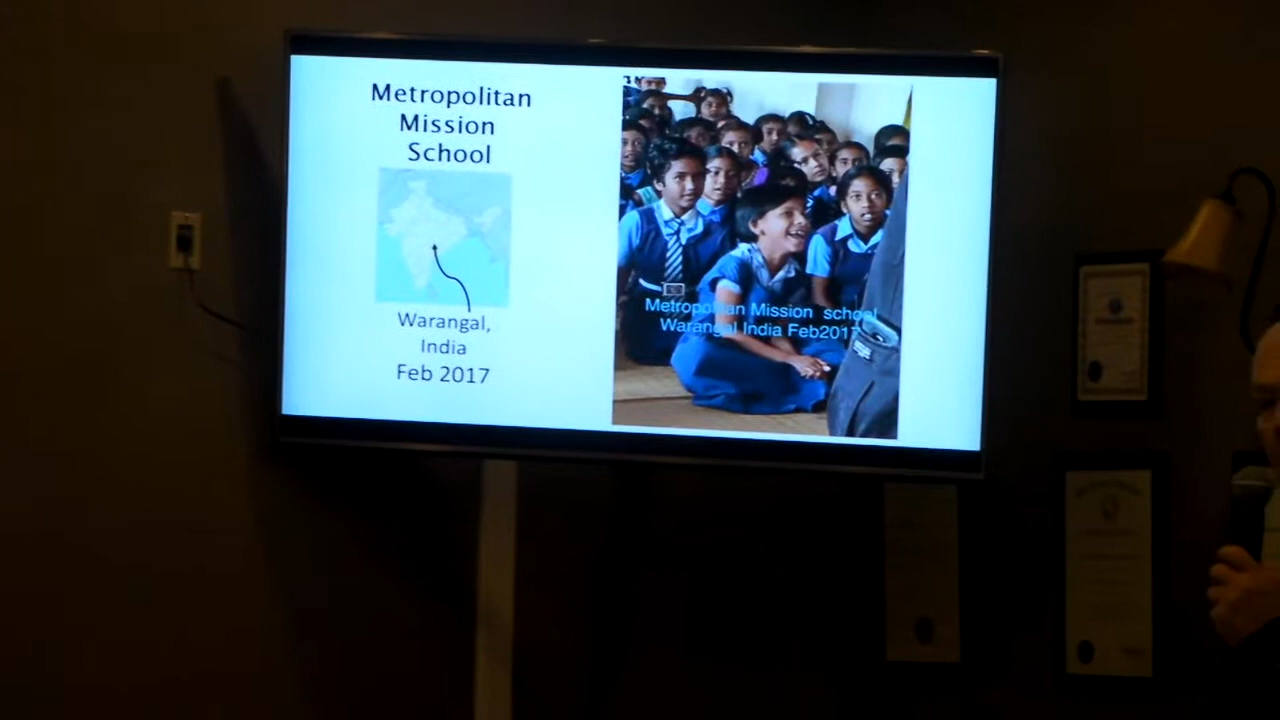 Metropolitan
Mission
School
Warangal,
India
Feb 2017
Metropolitan Mission school
Warangal India Feb2017